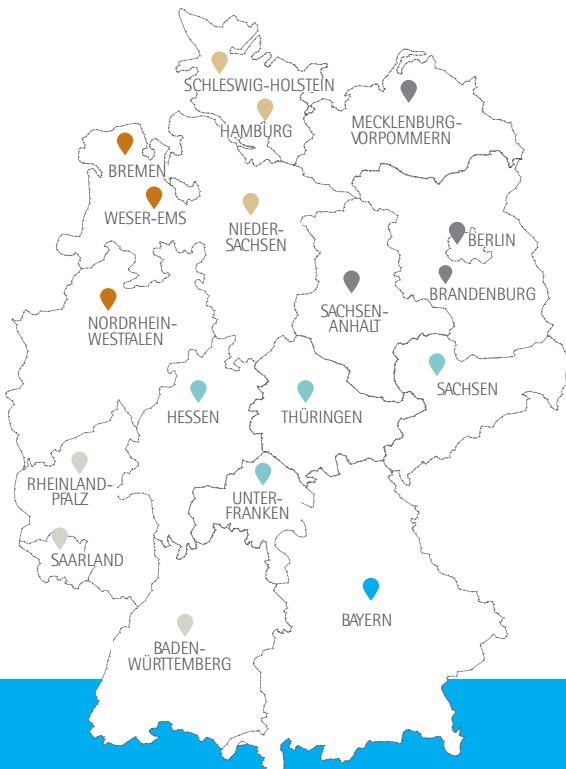 SCHLESWIG-HOLSTEIN
HAMBURG
MECKLENBURG-
VORPOMMERN
BREMEN
WESER-EMS
NIEDER-
SACHSEN
BERLIN
BRANDENBURG
SACHSEN-
ANHALT
NORDRHEIN-
WESTFALEN
HESSEN
THÜRINGEN
SACHSEN
RHEINLAND-
PFALZ
UNTER-
FRANKEN
SAARLAND
BAYERN
BADEN-
WÜRTTEMBERG